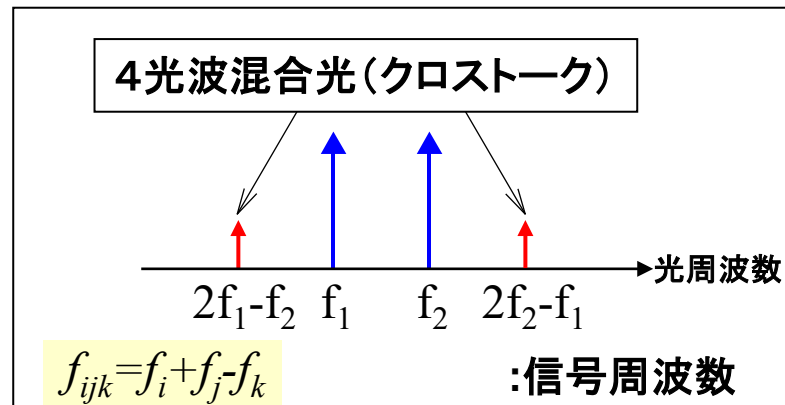 ４光波混合光（クロストーク）
光周波数
2f₁-f₂ f₁ f₂ 2f₂-f₁
fᵢⱼₖ=fᵢ+fⱼ-fₖ :信号周波数